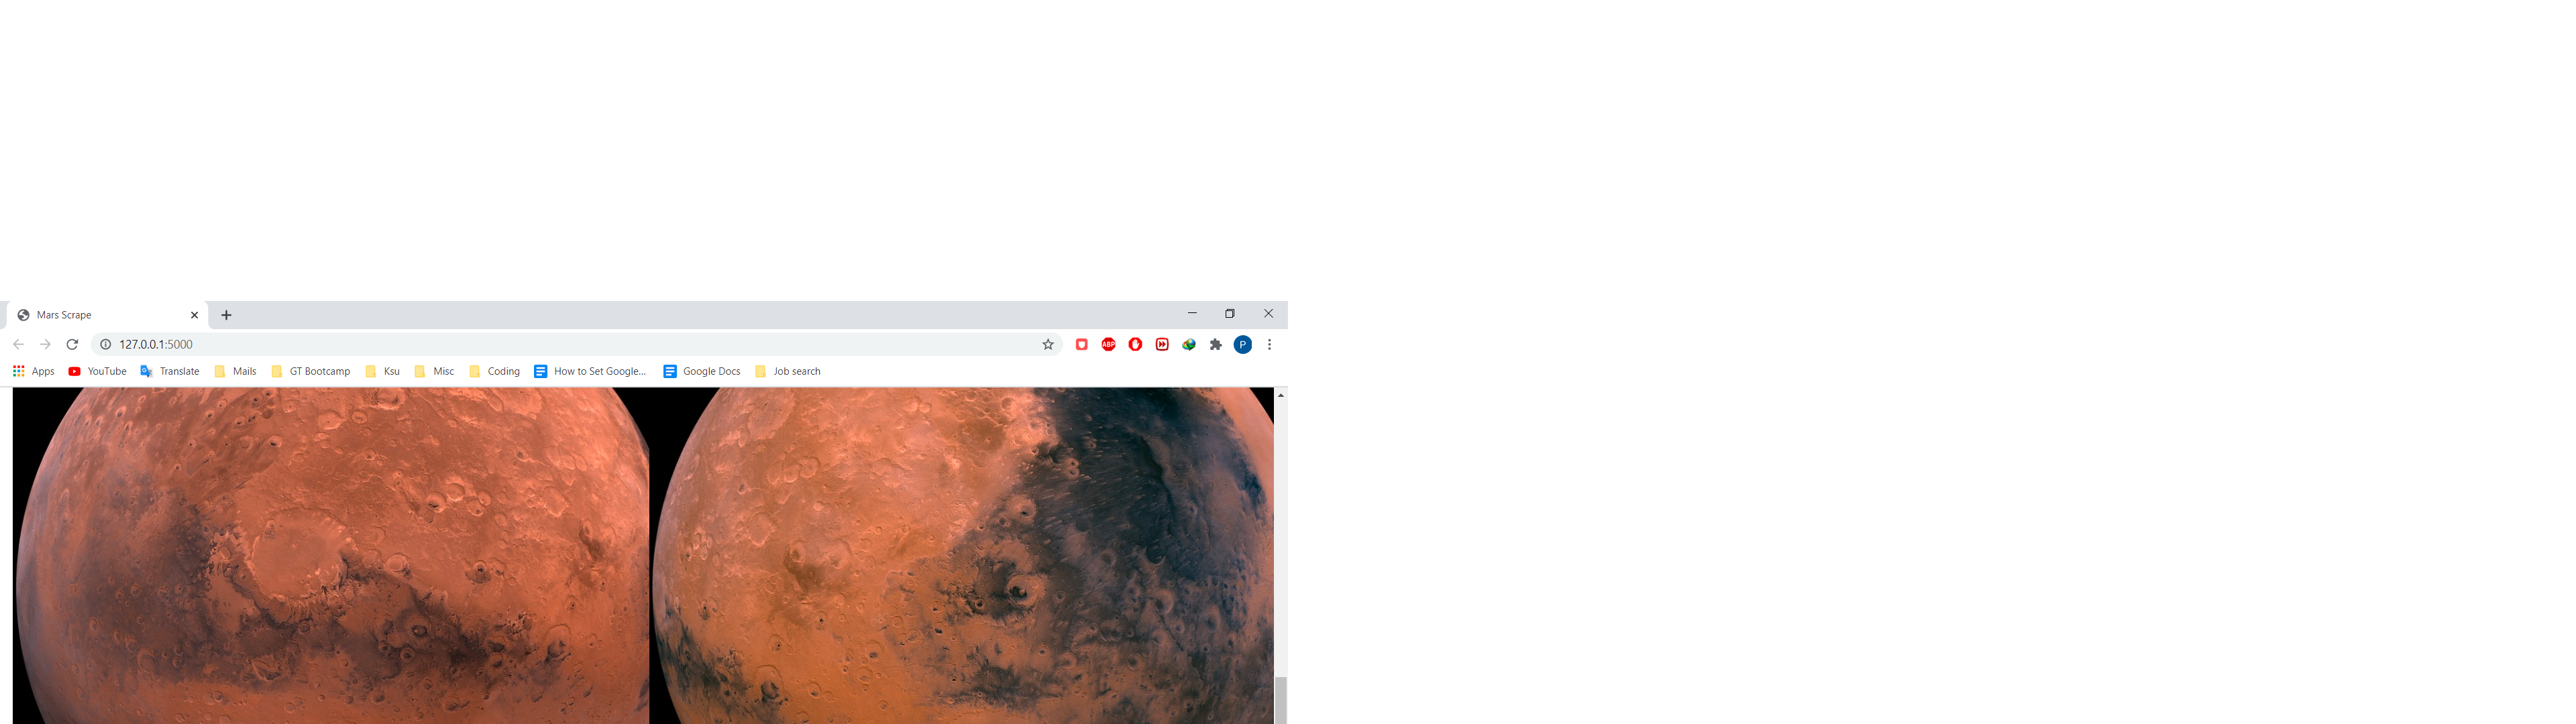 Mars Scrape
127.0.0.1:5000
ABP
P
Apps YouTube Translate Mails GT Bootcamp Ksu Misc Coding How to Set Google... Google Docs Job search